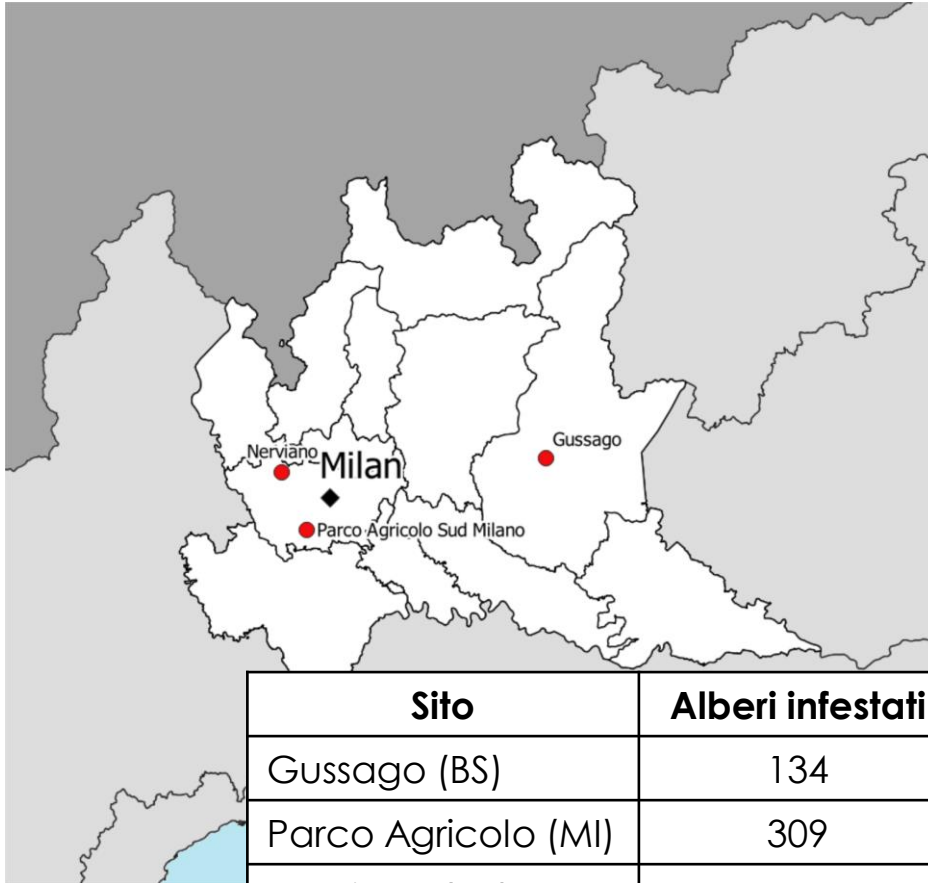 Nerviano
Milan
Gussago
Parco Agricolo Sud Milano
Sito Alberi infestati
Gussago (BS) 134
Parco Agricolo (MI) 309